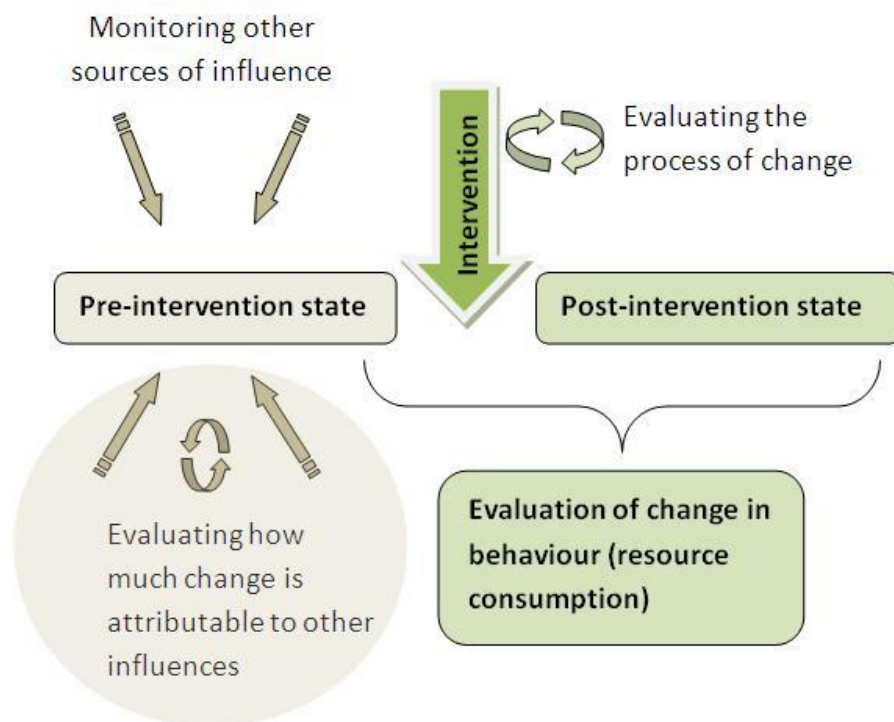 Monitoring other
sources of influence
Intervention
Evaluating the
process of change
Pre-intervention state
Post-intervention state
Evaluating how
much change is
attributable to other
influences
Evaluation of change in
behaviour (resource
consumption)